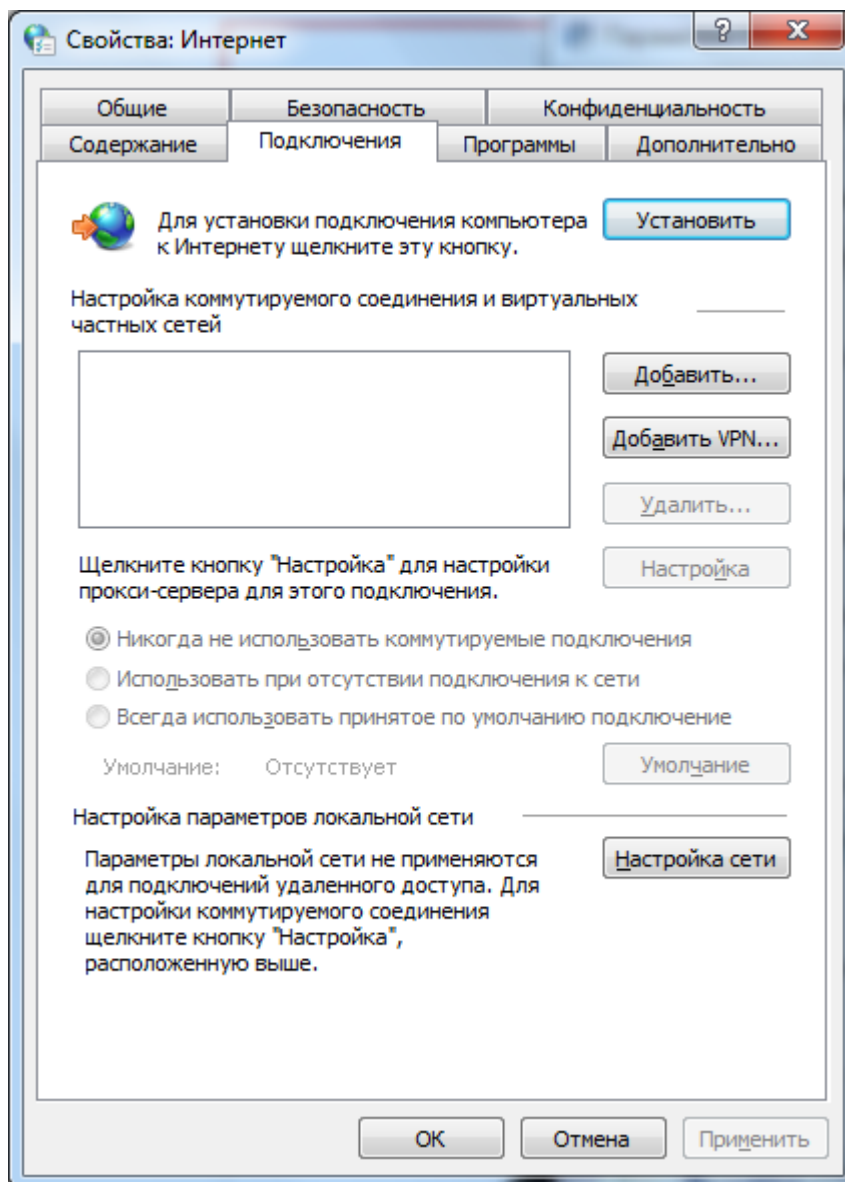 Свойства: Интернет
Общие
Безопасность
Конфиденциальность
Содержание
Подключения
Программы
Дополнительно
Для установки подключения компьютера
к Интернету щелкните эту кнопку.
Установить
Настройка коммутируемого соединения и виртуальных
частных сетей
Добавить...
Добавить VPN...
Удалить...
Щелкните кнопку "Настройка" для настройки
прокси-сервера для этого подключения.
Настройка
Никогда не использовать коммутируемые подключения
Использовать при отсутствии подключения к сети
Всегда использовать принятое по умолчанию подключение
Умолчание:
Отсутствует
Умолчание
Настройка параметров локальной сети
Параметры локальной сети не применяются
для подключений удаленного доступа. Для
настройки коммутируемого соединения
щелкните кнопку "Настройка",
расположенную выше.
Настройка сети
ОК
Отмена
Применить